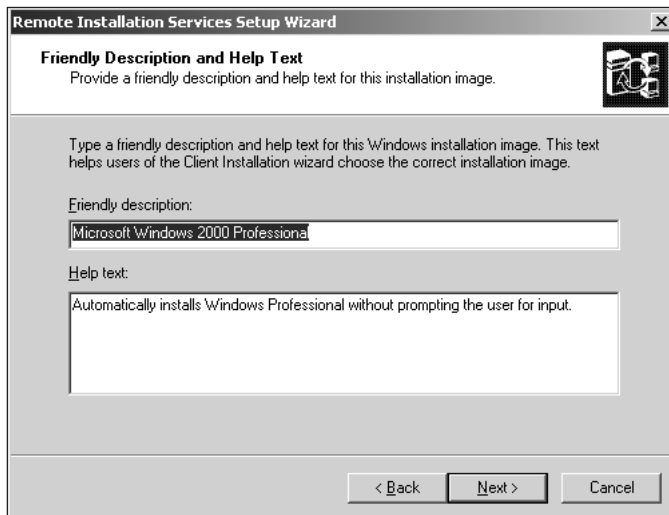 Remote Installation Services Setup Wizard
Friendly Description and Help Text
Provide a friendly description and help text for this installation image.
Type a friendly description and help text for this Windows installation image. This text
helps users of the Client Installation wizard choose the correct installation image.
Friendly description:
Microsoft Windows 2000 Professional
Help text:
Automatically installs Windows Professional without prompting the user for input.
< Back
Next >
Cancel